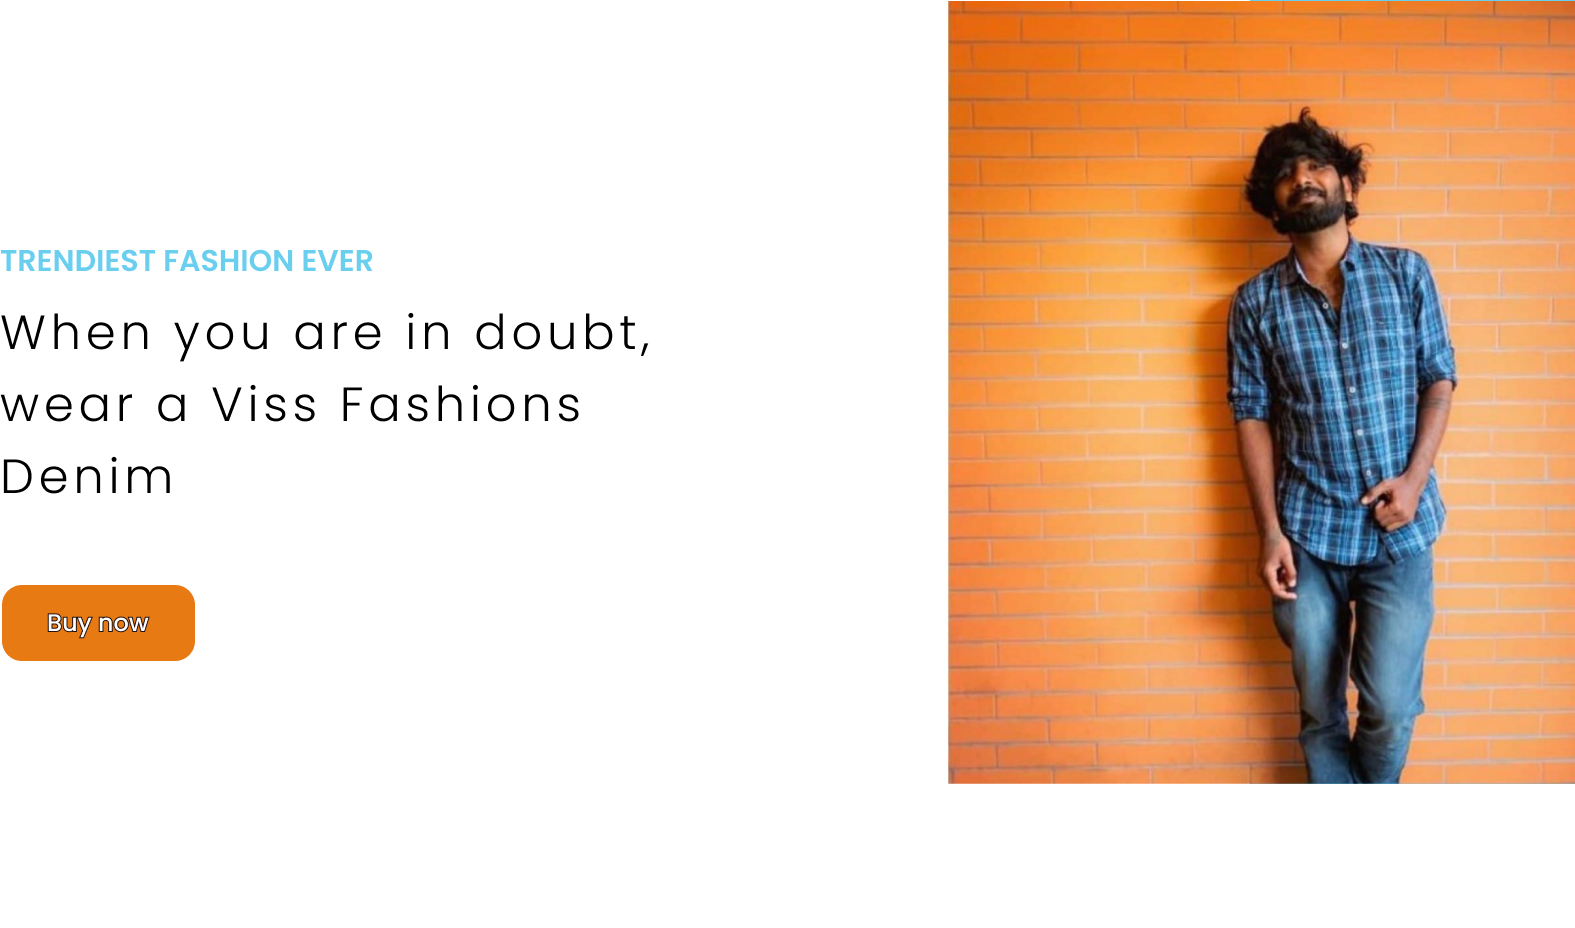 TRENDIEST FASHION EVER
When you are in doubt,
wear a Viss Fashions
Denim
Buy now